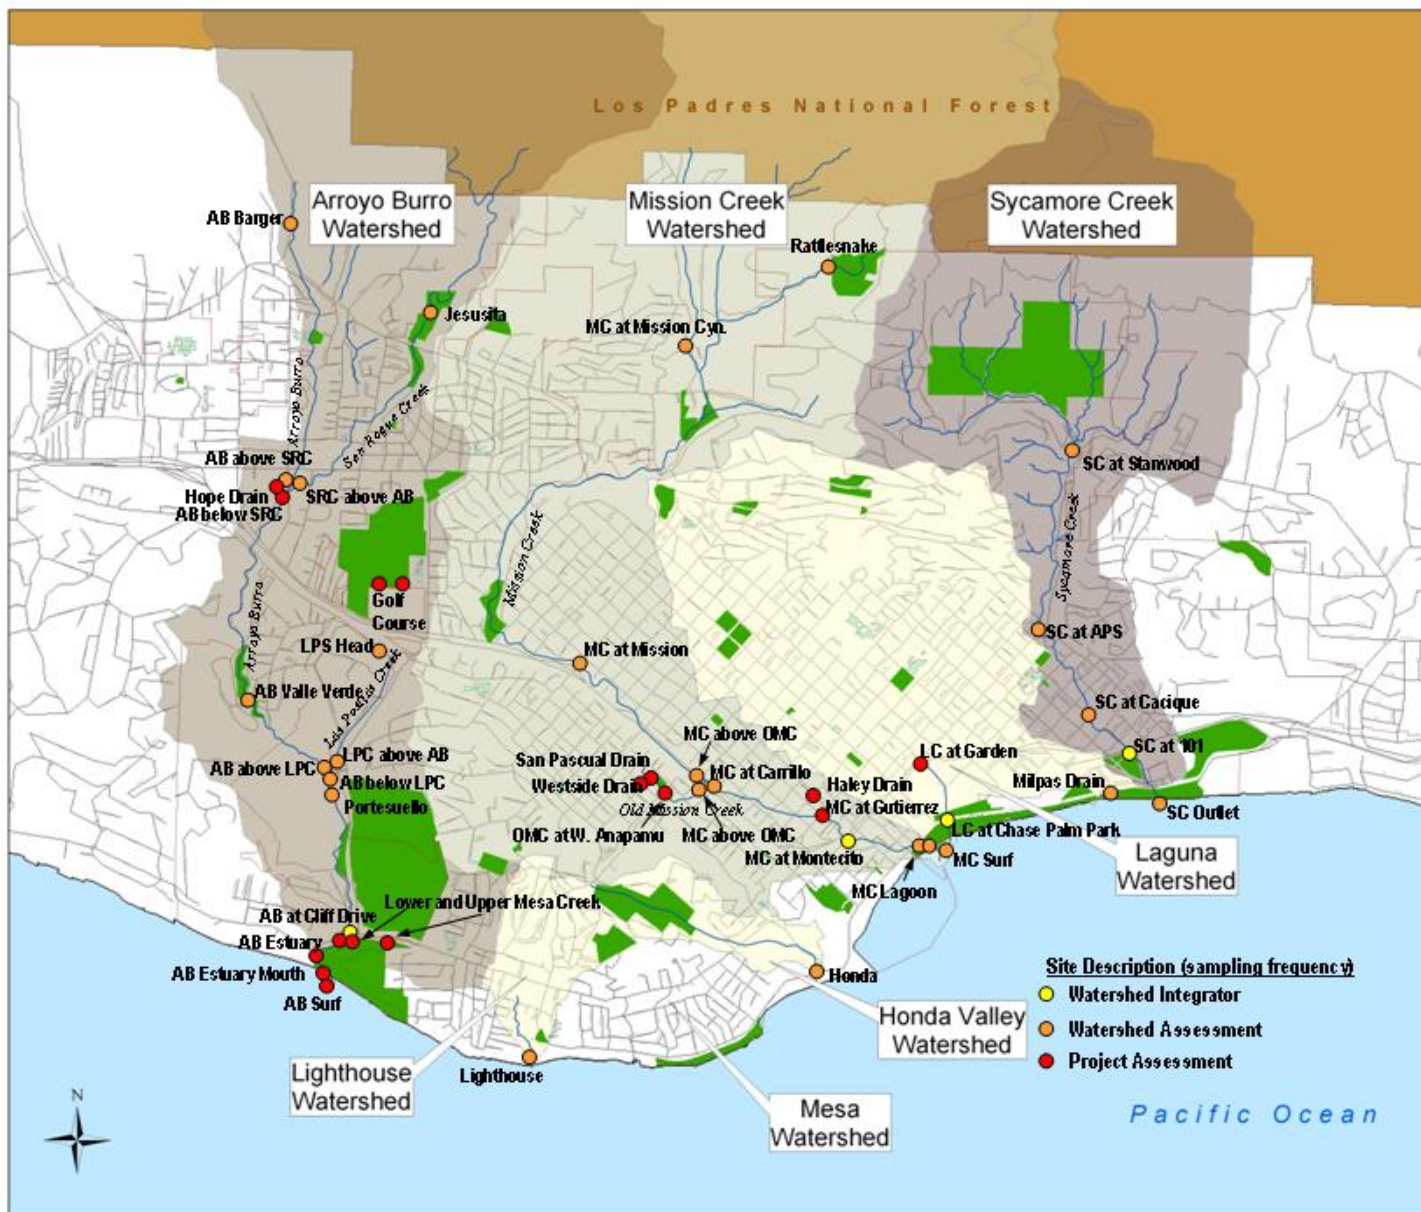 Los Padres National Forest
Arroyo Burro
Watershed
Mission Creek
Watershed
Sycamore Creek
Watershed
AB Barger
Rattlesnake
Jesusita
MC at Mission Cyn.
Arroyo Burro
San Roque Creek
AB above SRC
SRC above AB
Hope Drain
AB below SRC
SC at Stanwood
Mission Creek
Sycamore Creek
Golf
Course
Arroyo Burro
LPS Head
Las Positas Creek
MC at Mission
SC at APS
AB Valle Verde
SC at Cacique
MC above OMC
LPC above AB
AB above LPC
AB below LPC
Portesuello
San Pascual Drain
Westside Drain
MC at Carrillo
Old Mission Creek
OMC at W. Anapamu
MC above OMC
LC at Garden
SC at 101
Haley Drain
MC at Gutierrez
Milpas Drain
SC Outlet
LC at Chase Palm Park
MC at Montecito
MC Surf
MC Lagoon
Laguna
Watershed
Lower and Upper Mesa Creek
AB at Cliff Drive
AB Estuary
AB Estuary Mouth
AB Surf
Honda
Lighthouse
Honda Valley
Watershed
Lighthouse
Watershed
Mesa
Watershed
Site Description (sampling frequency)
Watershed Integrator
Watershed Assessment
Project Assessment
Pacific Ocean
N